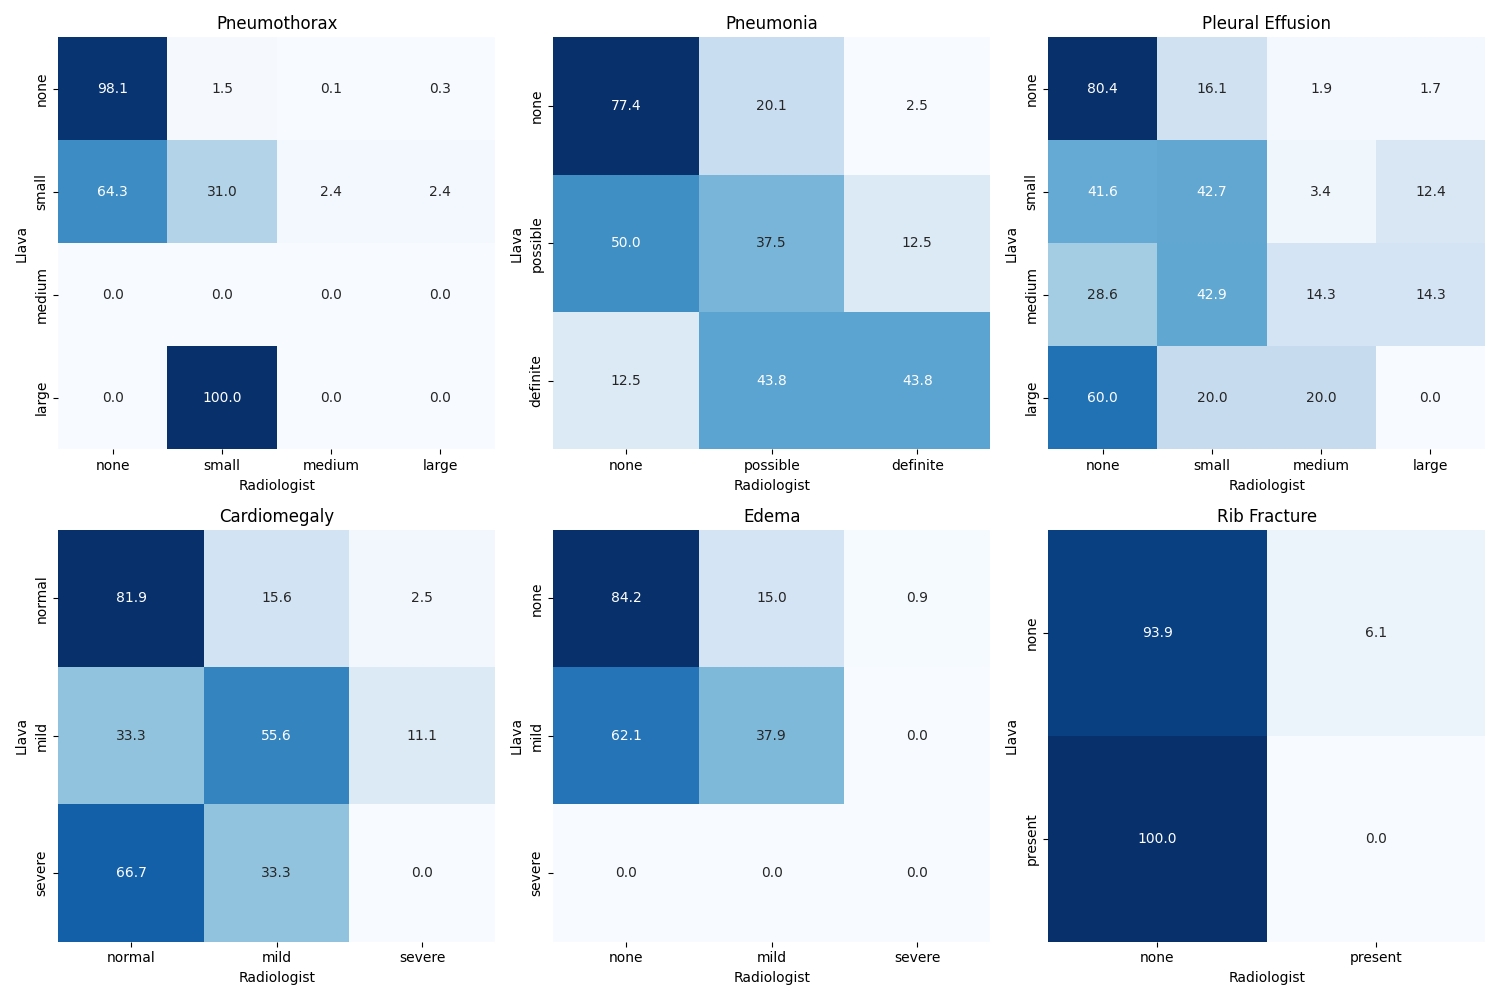 Pneumothorax
Llava
none 98.1 1.5 0.1 0.3
small 64.3 31.0 2.4 2.4
medium 0.0 0.0 0.0 0.0
large 0.0 100.0 0.0 0.0
none small medium large
Radiologist
Pneumonia
Llava
none 77.4 20.1 2.5
possible 50.0 37.5 12.5
definite 12.5 43.8 43.8
none possible definite
Radiologist
Pleural Effusion
Llava
none 80.4 16.1 1.9 1.7
small 41.6 42.7 3.4 12.4
medium 28.6 42.9 14.3 14.3
large 60.0 20.0 20.0 0.0
none small medium large
Radiologist
Cardiomegaly
Llava
normal 81.9 15.6 2.5
mild 33.3 55.6 11.1
severe 66.7 33.3 0.0
normal mild severe
Radiologist
Edema
Llava
none 84.2 15.0 0.9
mild 62.1 37.9 0.0
severe 0.0 0.0 0.0
none mild severe
Radiologist
Rib Fracture
Llava
none 93.9 6.1
present 100.0 0.0
none present
Radiologist